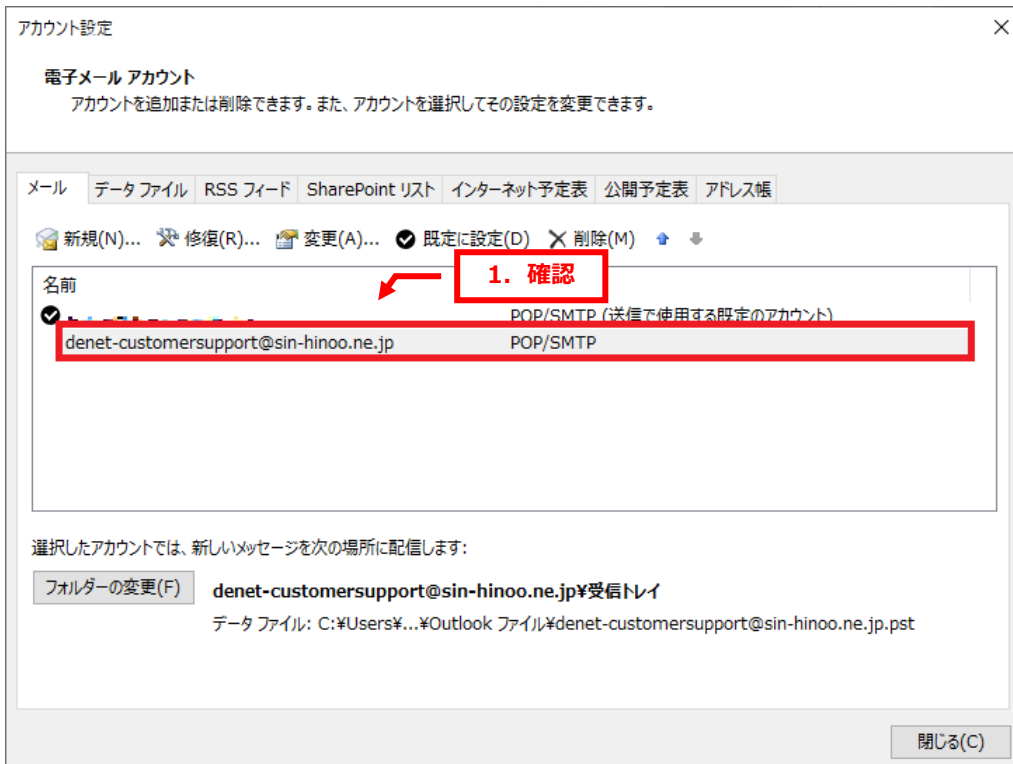 アカウント設定
電子メール アカウント
アカウントを追加または削除できます。また、アカウントを選択してその設定を変更できます。
メール データ ファイル RSS フィード SharePoint リスト インターネット予定表 公開予定表 アドレス帳
新規(N)... 修復(R)... 変更(A)... 既定に設定(D) 削除(M)
1. 確認
名前
POP/SMTP (送信で使用する既定のアカウント)
denet-customersupport@sin-hinoo.ne.jp POP/SMTP
選択したアカウントでは、新しいメッセージを次の場所に配信します:
フォルダーの変更(F) denet-customersupport@sin-hinoo.ne.jp¥受信トレイ
データ ファイル: C:¥Users¥...¥Outlook ファイル¥denet-customersupport@sin-hinoo.ne.jp.pst
閉じる(C)